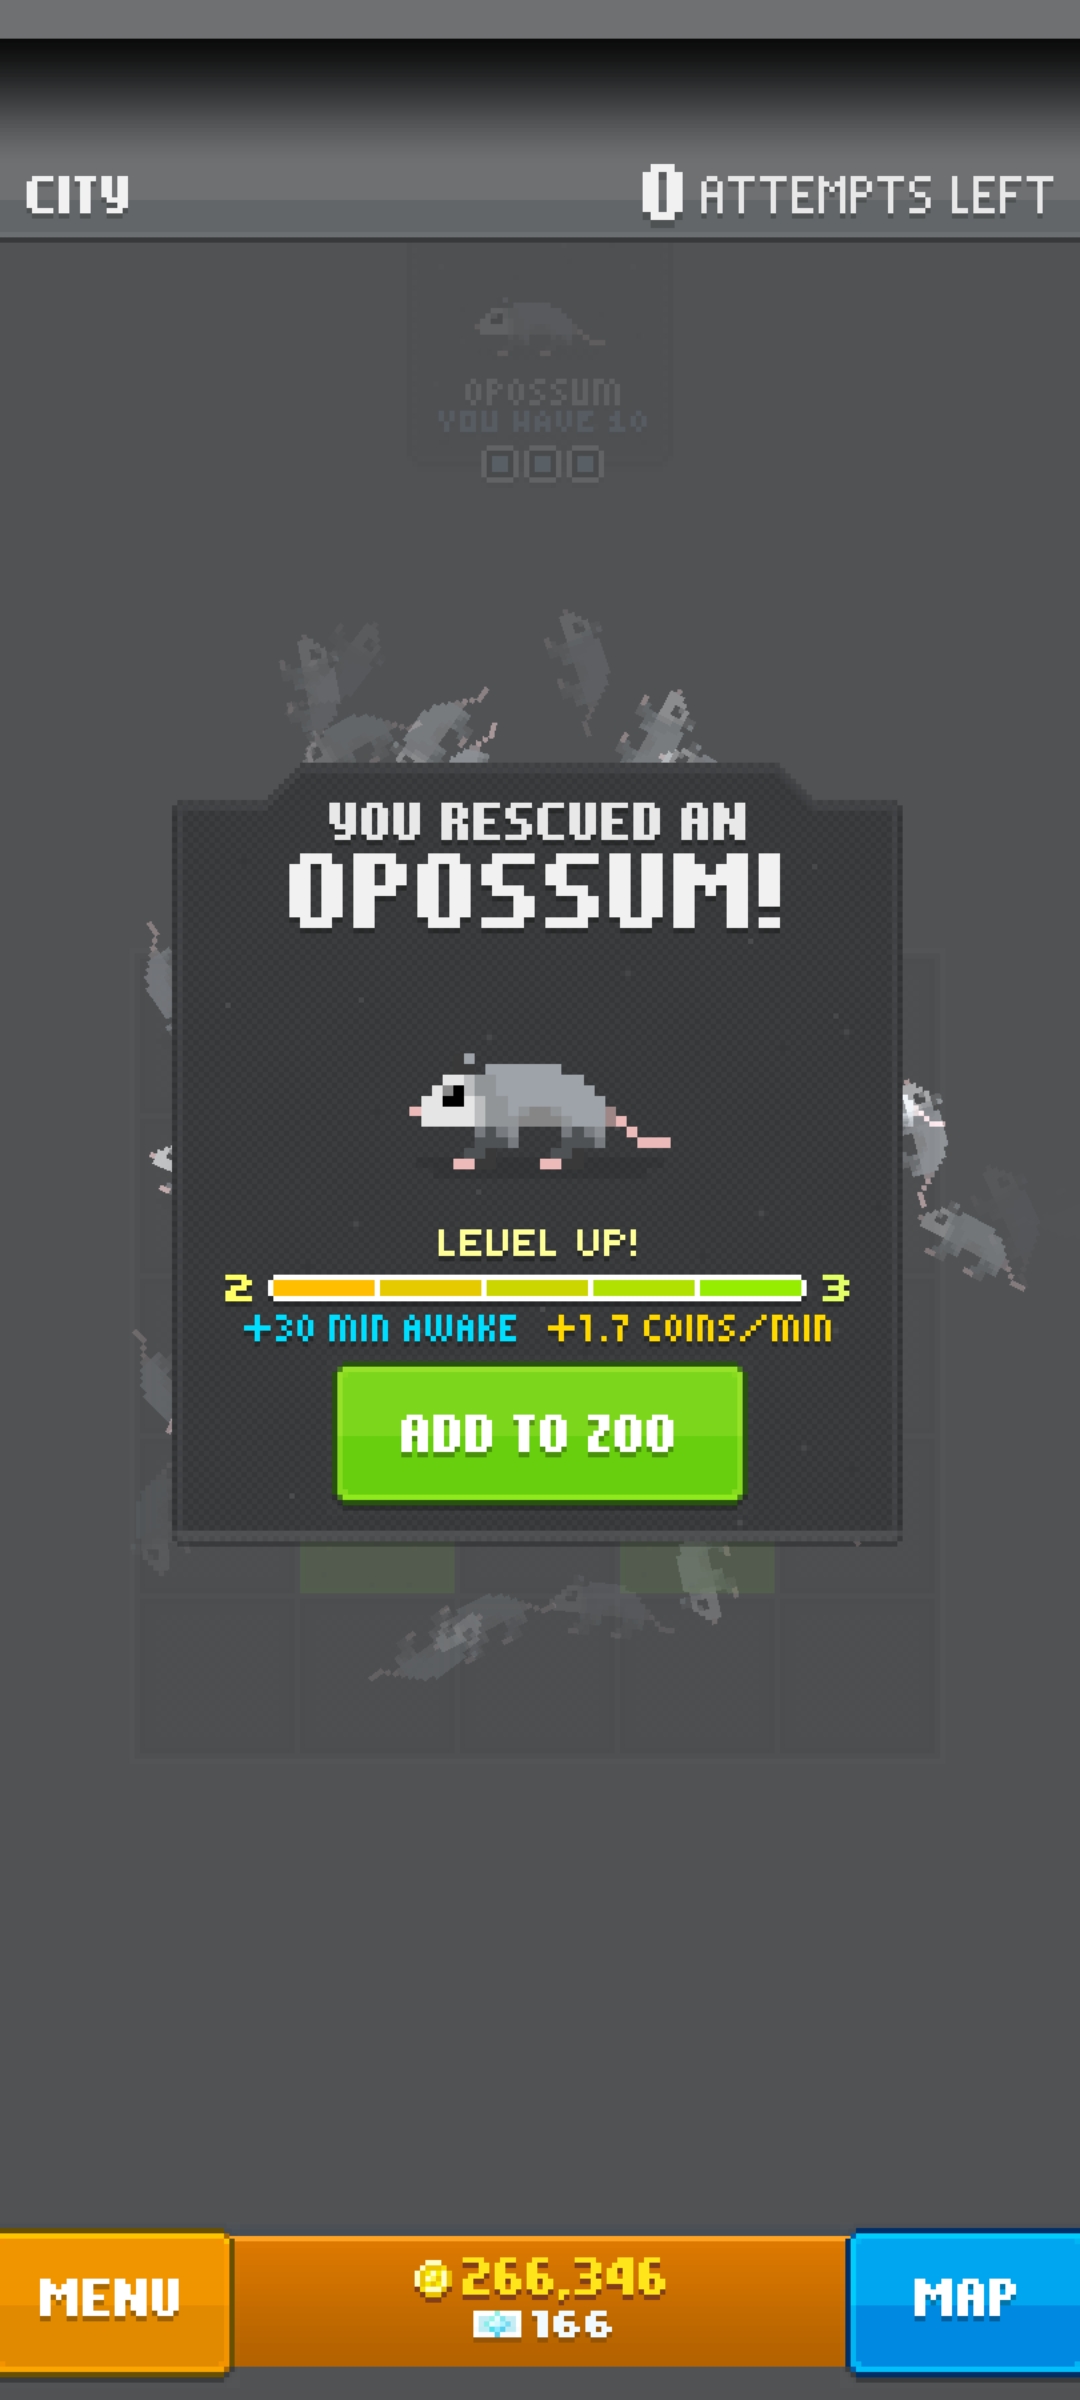 CITY
0 ATTEMPTS LEFT
OPOSSUM
YOU HAVE 10
YOU RESCUED AN
OPOSSUM!
LEVEL UP!
2 3
+30 MIN AWAKE +1.7 COINS/MIN
ADD TO ZOO
MENU
266,346
166
MAP